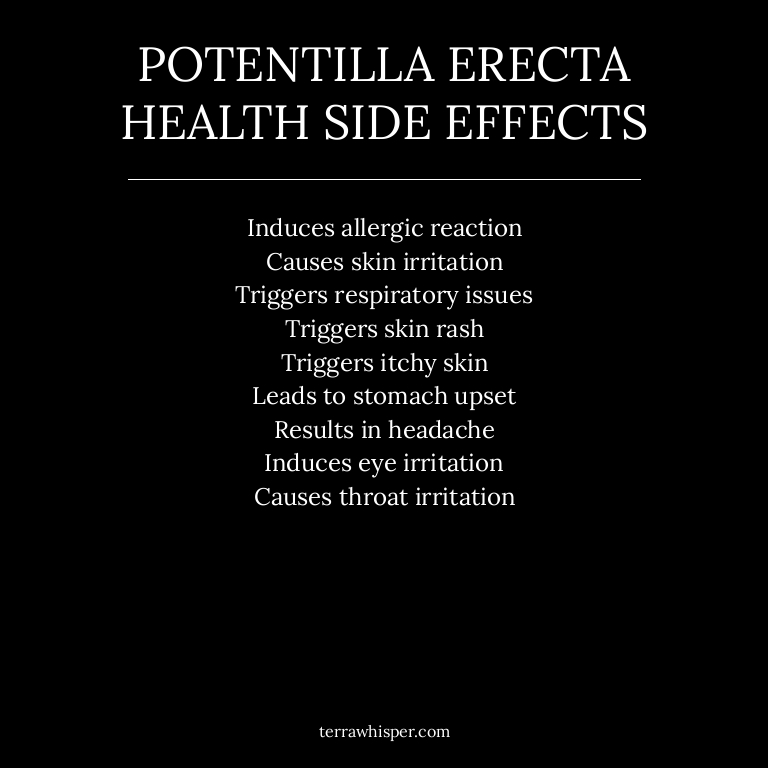 POTENTILLA ERECTA
HEALTH SIDE EFFECTS
Induces allergic reaction
Causes skin irritation
Triggers respiratory issues
Triggers skin rash
Triggers itchy skin
Leads to stomach upset
Results in headache
Induces eye irritation
Causes throat irritation
terrawhisper.com